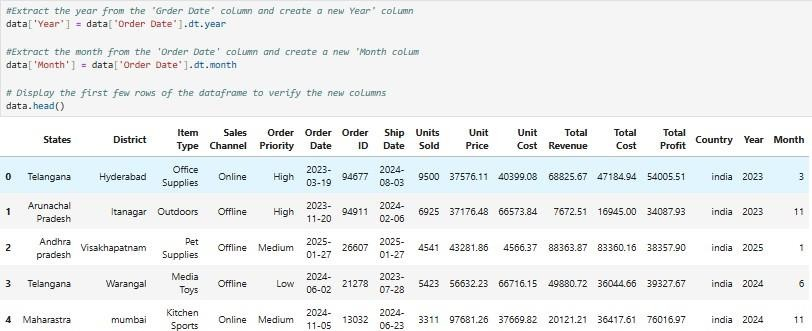 #Extract the year from the 'Grder Date' column and create a new Year' column
data['Year'] = data['Order Date'].dt.year
#Extract the month from the 'Order Date' column and create a new 'Month colum
data['Month'] = data['Order Date'].dt.month
# Display the first few rows of the dataframe to verify the new columns
data.head()
States District Item Type Sales Channel Order Priority Order Date Order ID Ship Date Units Sold Unit Price Unit Cost Total Revenue Total Cost Total Profit Country Year Month
0 Telangana Hyderabad Office Supplies Online High 2023-03-19 94677 2024-08-03 9500 37576.11 40399.08 68825.67 47184.94 54005.51 india 2023 3
1 Arunachal Pradesh Itanagar Outdoors Offline High 2023-11-20 94911 2024-02-06 6925 37176.48 66573.84 7672.51 16945.00 34087.93 india 2023 11
2 Andhra pradesh Visakhapatnam Pet Supplies Offline Medium 2025-01-27 26607 2025-01-27 4541 43281.86 4566.37 88363.87 83360.16 38357.90 india 2025 1
3 Telangana Warangal Media Toys Offline Low 2024-06-02 21278 2023-07-28 5423 56632.23 66716.15 49880.72 36044.66 39327.67 india 2024 6
4 Maharastra mumbai Kitchen Sports Online Medium 2024-11-05 13032 2024-06-23 3311 97681.26 37669.82 20121.21 36417.61 76016.97 india 2024 11